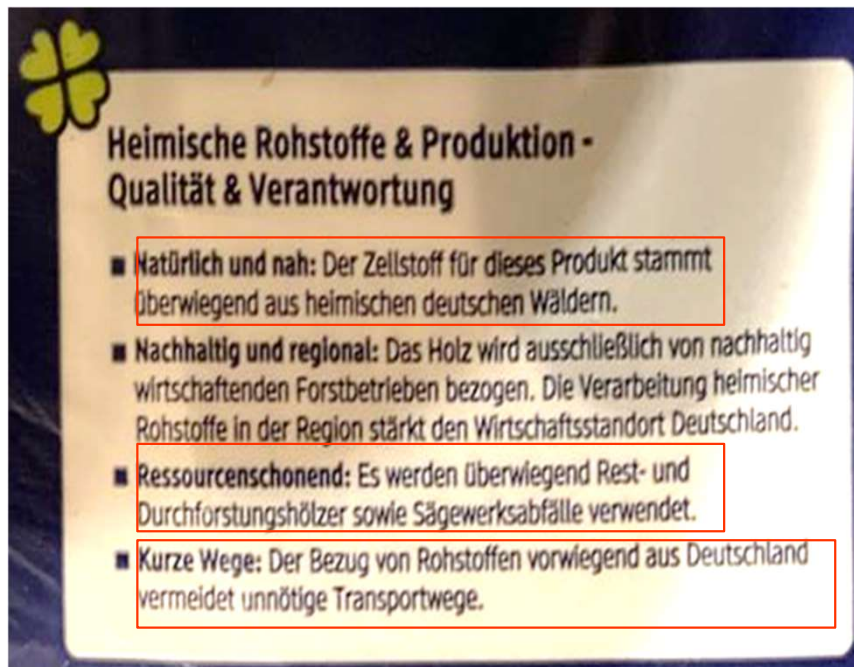 Heimische Rohstoffe & Produktion -
Qualität & Verantwortung
■ Natürlich und nah: Der Zellstoff für dieses Produkt stammt
überwiegend aus heimischen deutschen Wäldern.
■ Nachhaltig und regional: Das Holz wird ausschließlich von nachhaltig
wirtschaftenden Forstbetrieben bezogen. Die Verarbeitung heimischer
Rohstoffe in der Region stärkt den Wirtschaftsstandort Deutschland.
■ Ressourcenschonend: Es werden überwiegend Rest- und
Durchforstungshölzer sowie Sägewerksabfälle verwendet.
■ Kurze Wege: Der Bezug von Rohstoffen vorwiegend aus Deutschland
vermeidet unnötige Transportwege.